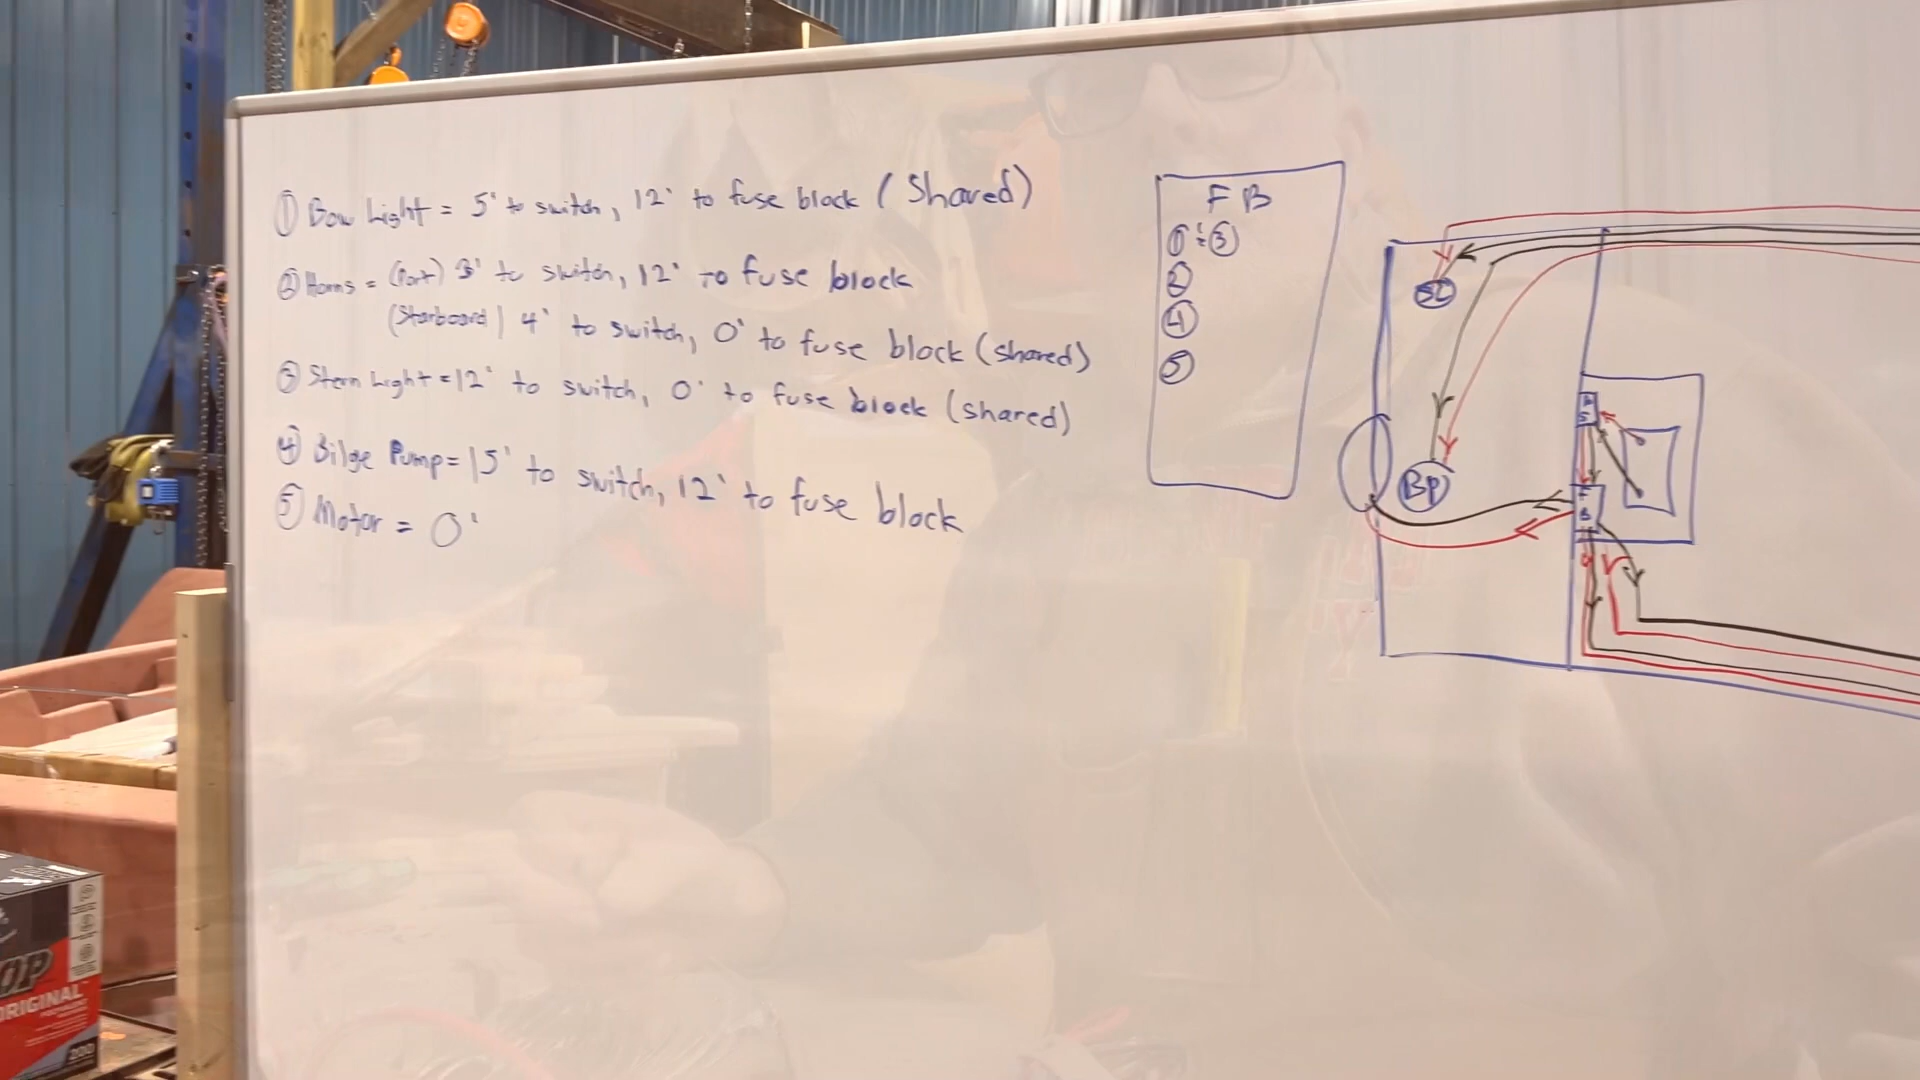 ① Bow Light = 5' to switch, 12' to fuse block (Shared)
② Horns = (Port) 3' to switch, 12' to fuse block
(Starboard) 4' to switch, 0' to fuse block (shared)
③ Stern Light = 12' to switch, 0' to fuse block (shared)
④ Bilge Pump = 15' to switch, 12' to fuse block
⑤ Motor = 0'
FB
① & ③
②
④
⑤
SL
BP
F
B
ORIGINAL
200